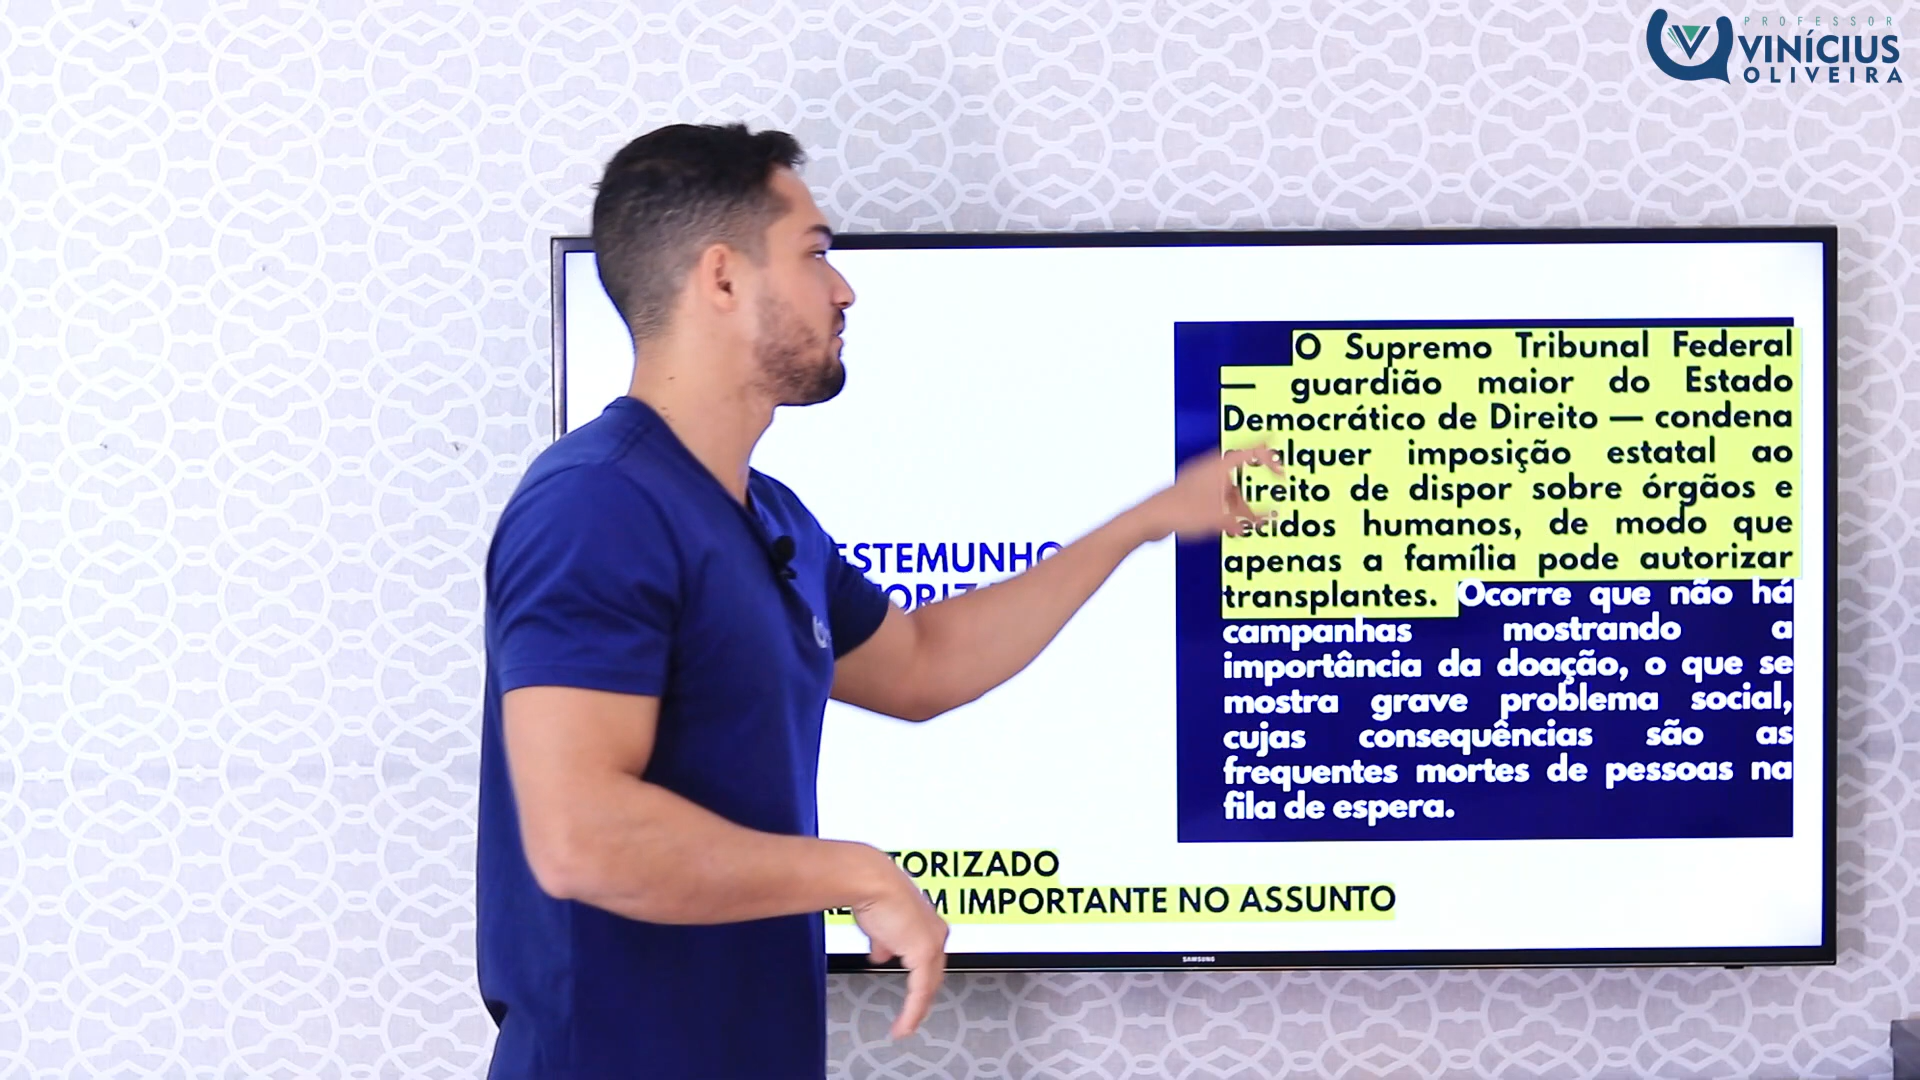 PROFESSOR
VINÍCIUS
OLIVEIRA
O Supremo Tribunal Federal
— guardião maior do Estado
Democrático de Direito — condena
qualquer imposição estatal ao
direito de dispor sobre órgãos e
tecidos humanos, de modo que
apenas a família pode autorizar
transplantes. Ocorre que não há
campanhas mostrando a
importância da doação, o que se
mostra grave problema social,
cujas consequências são as
frequentes mortes de pessoas na
fila de espera.
ESTEMUNHO
TORIZADO
M IMPORTANTE NO ASSUNTO
SAMSUNG